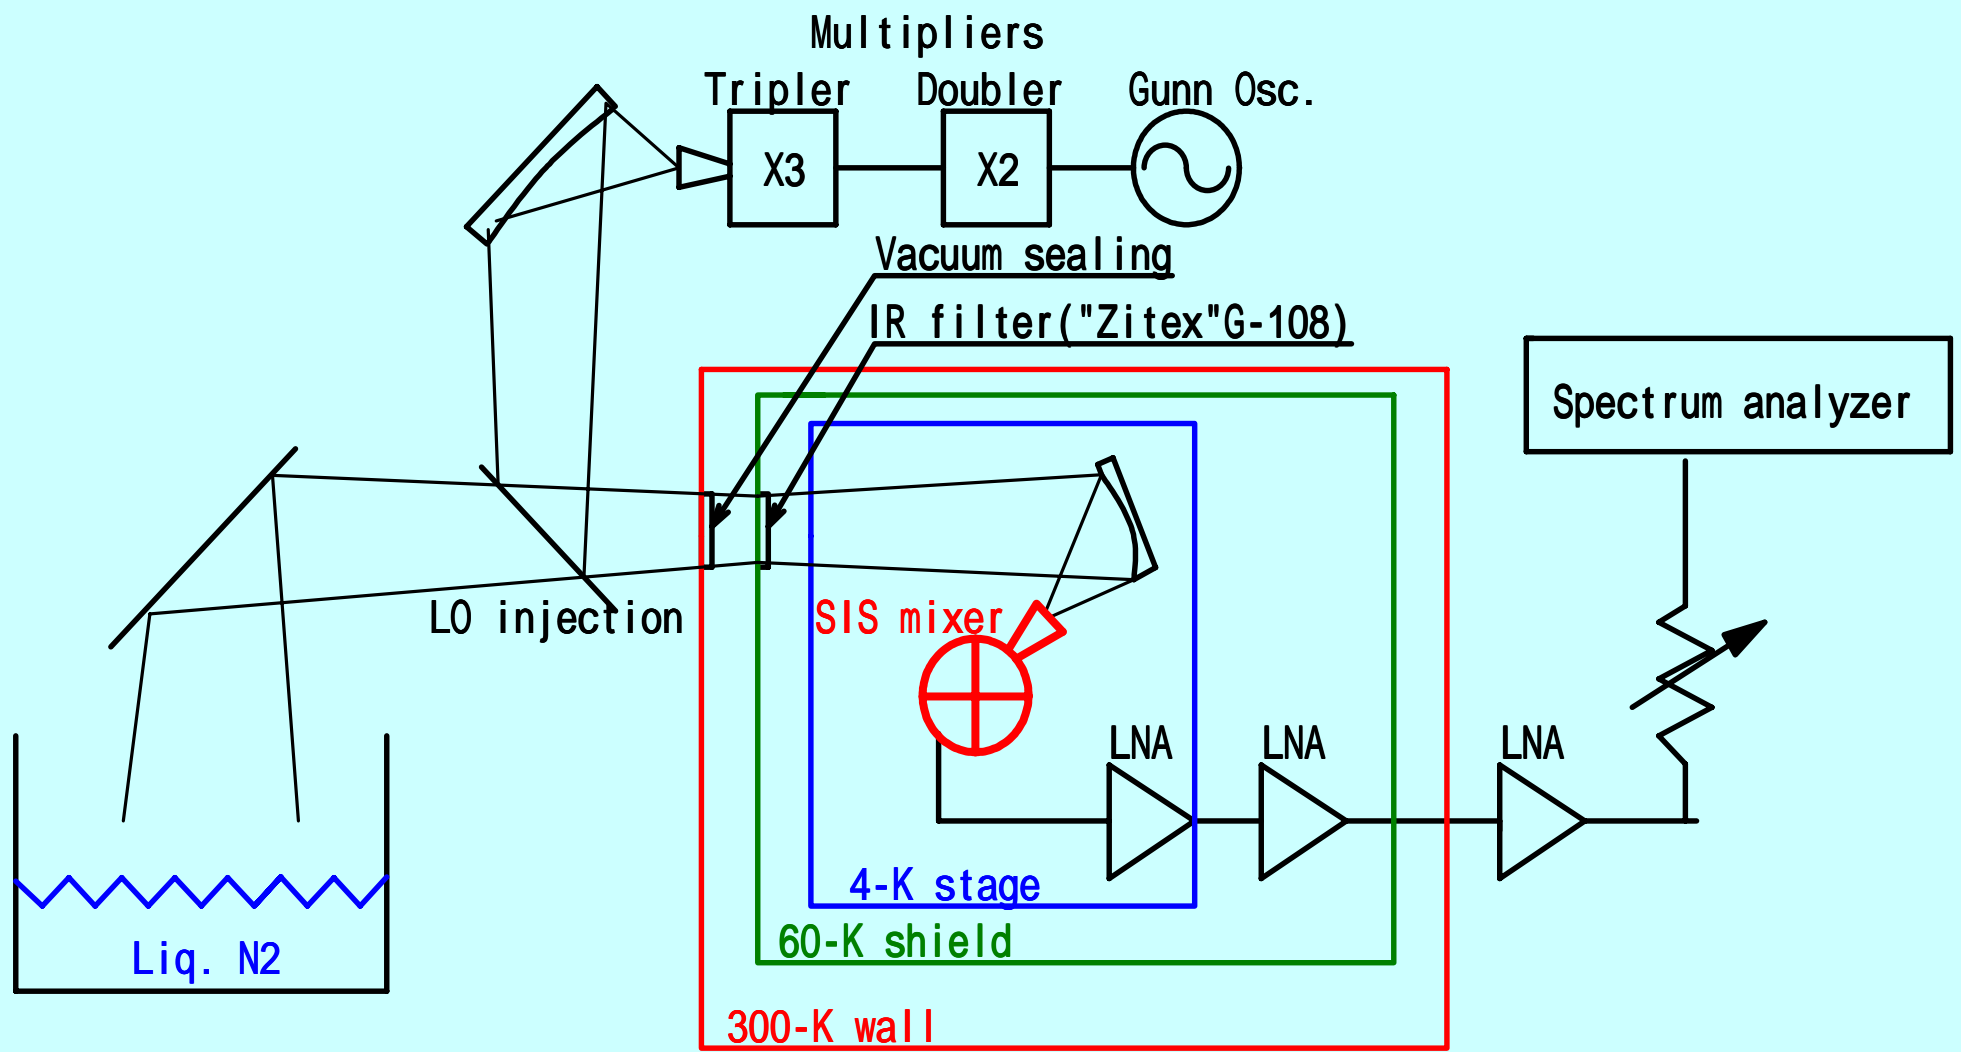 Multipliers
Tripler Doubler Gunn Osc.
X3 X2
Vacuum sealing
IR filter("Zitex"G-108)
Spectrum analyzer
LO injection
SIS mixer
LNA LNA LNA
4-K stage
60-K shield
Liq. N2
300-K wall